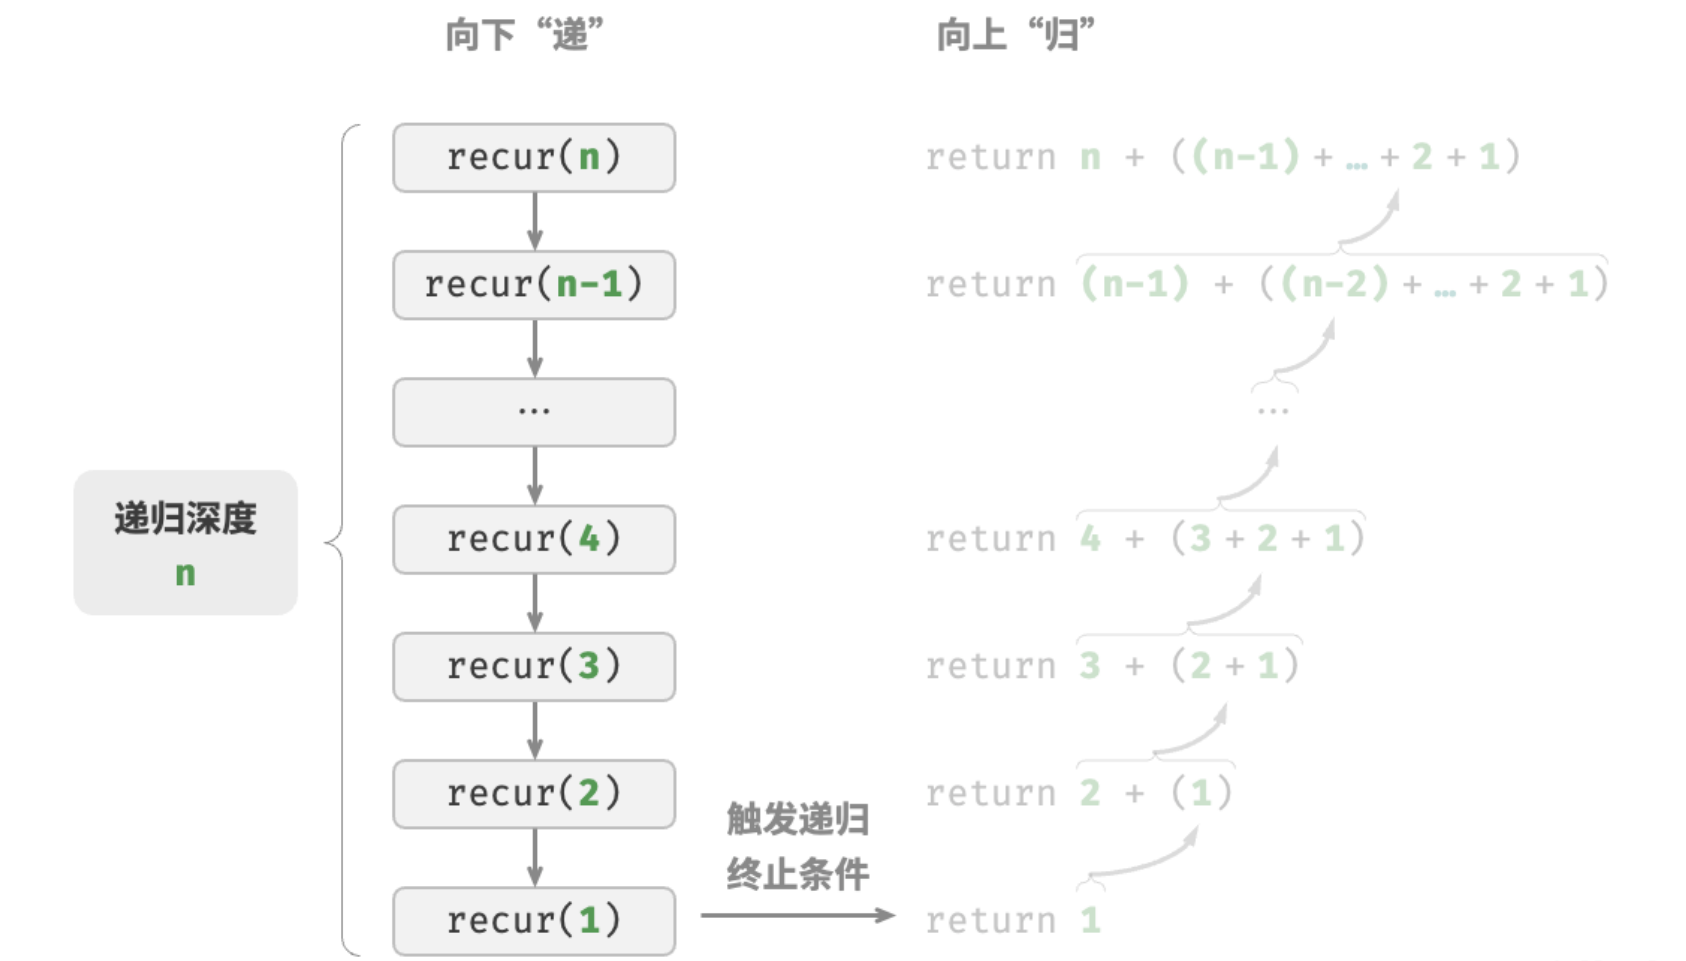 向下“递”
向上“归”
recur(n)
return n + ((n-1) + … + 2 + 1)
recur(n-1)
return (n-1) + ((n-2) + … + 2 + 1)
…
…
递归深度
n
recur(4)
return 4 + (3 + 2 + 1)
recur(3)
return 3 + (2 + 1)
recur(2)
return 2 + (1)
触发递归
终止条件
recur(1)
return 1